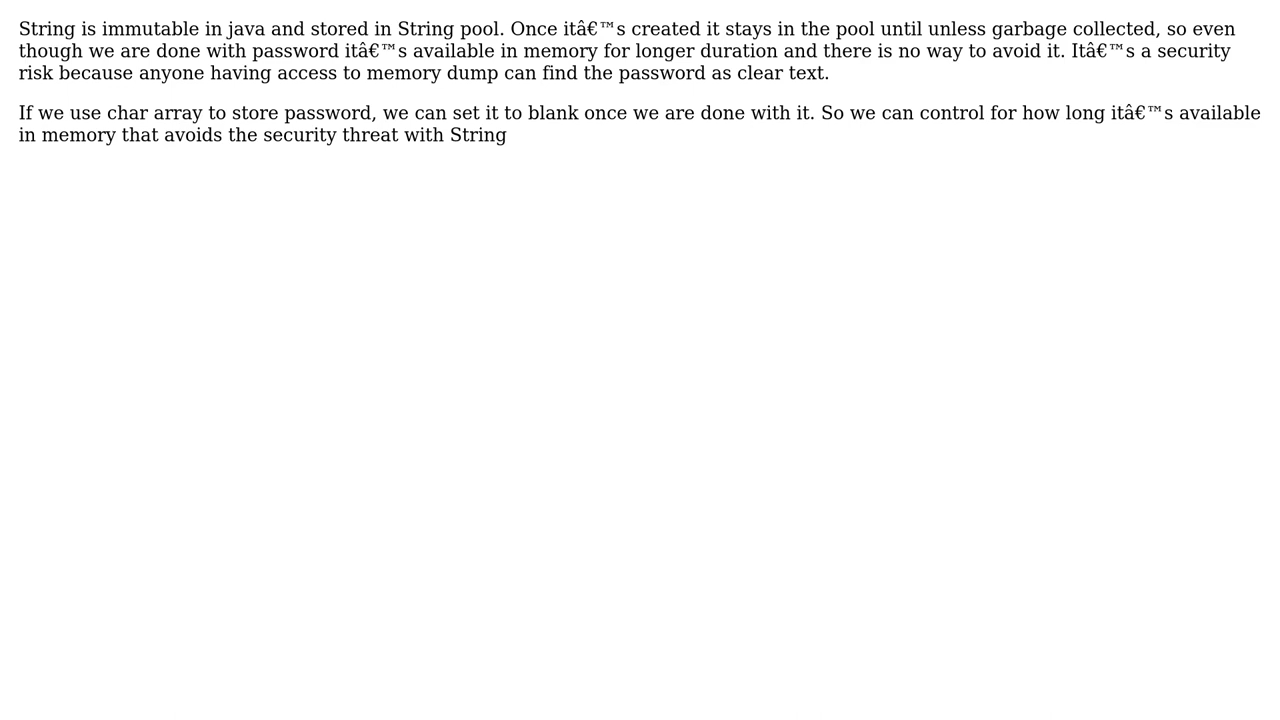 String is immutable in java and stored in String pool. Once itâ€™s created it stays in the pool until unless garbage collected, so even
though we are done with password itâ€™s available in memory for longer duration and there is no way to avoid it. Itâ€™s a security
risk because anyone having access to memory dump can find the password as clear text.
If we use char array to store password, we can set it to blank once we are done with it. So we can control for how long itâ€™s available
in memory that avoids the security threat with String